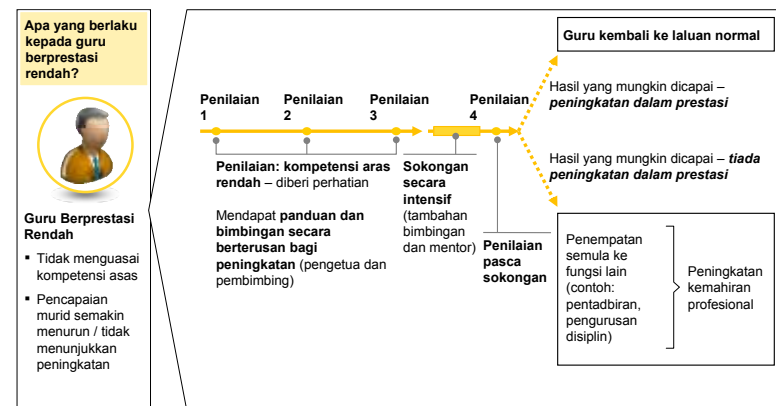 Apa yang berlaku
kepada guru
berprestasi
rendah?
Guru Berprestasi
Rendah
▪ Tidak menguasai
kompetensi asas
▪ Pencapaian
murid semakin
menurun / tidak
menunjukkan
peningkatan
Penilaian
1
Penilaian
2
Penilaian
3
Penilaian
4
Penilaian: kompetensi aras
rendah – diberi perhatian
Mendapat panduan dan
bimbingan secara
berterusan bagi
peningkatan (pengetua dan
pembimbing)
Sokongan
secara
intensif
(tambahan
bimbingan
dan mentor)
Penilaian
pasca
sokongan
Guru kembali ke laluan normal
Hasil yang mungkin dicapai –
peningkatan dalam prestasi
Hasil yang mungkin dicapai – tiada
peningkatan dalam prestasi
Penempatan
semula ke
fungsi lain
(contoh:
pentadbiran,
pengurusan
disiplin)
Peningkatan
kemahiran
profesional